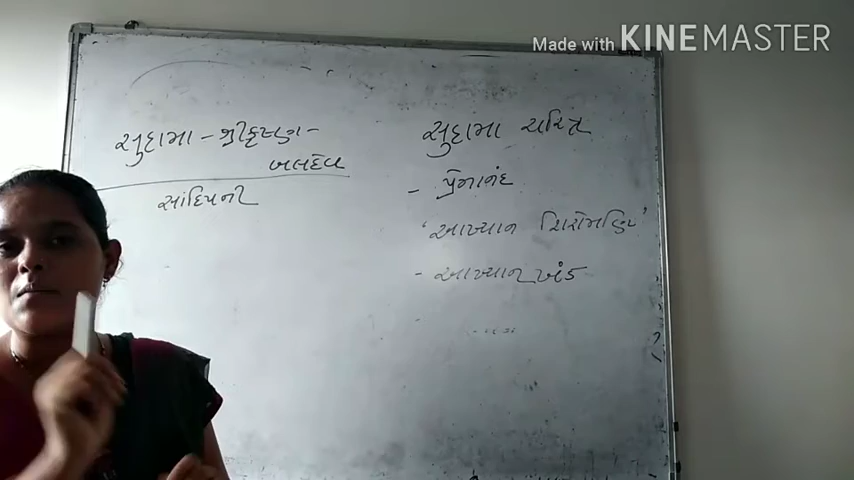 Made with KINEMASTER
સુદામા - શ્રીકૃષ્ણ -
બલદેવ
સાંદિપની
સુદામા ચરિત્ર
- પ્રેમાનંદ
'આખ્યાન શિરોમણિ'
- આખ્યાન ખંડ